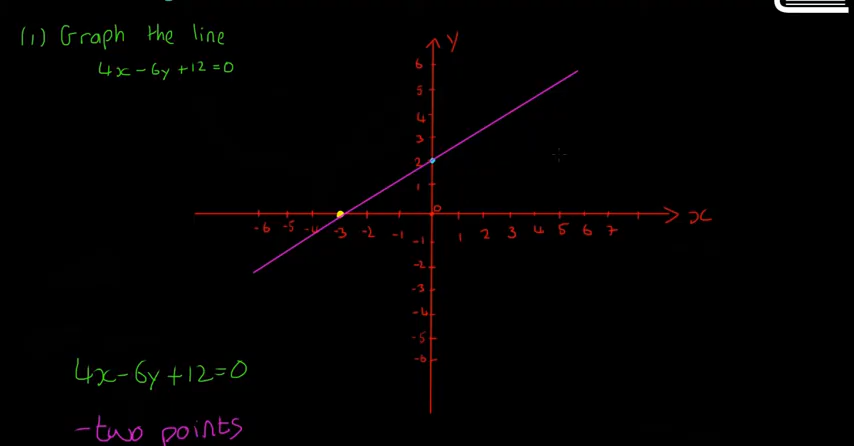 (1) Graph the line
4x - 6y + 12 = 0
Y
6
5
4
3
2
1
0
x
-6 -5 -4 -3 -2 -1 1 2 3 4 5 6 7
-1
-2
-3
-4
-5
-6
4x - 6y + 12 = 0
- two points